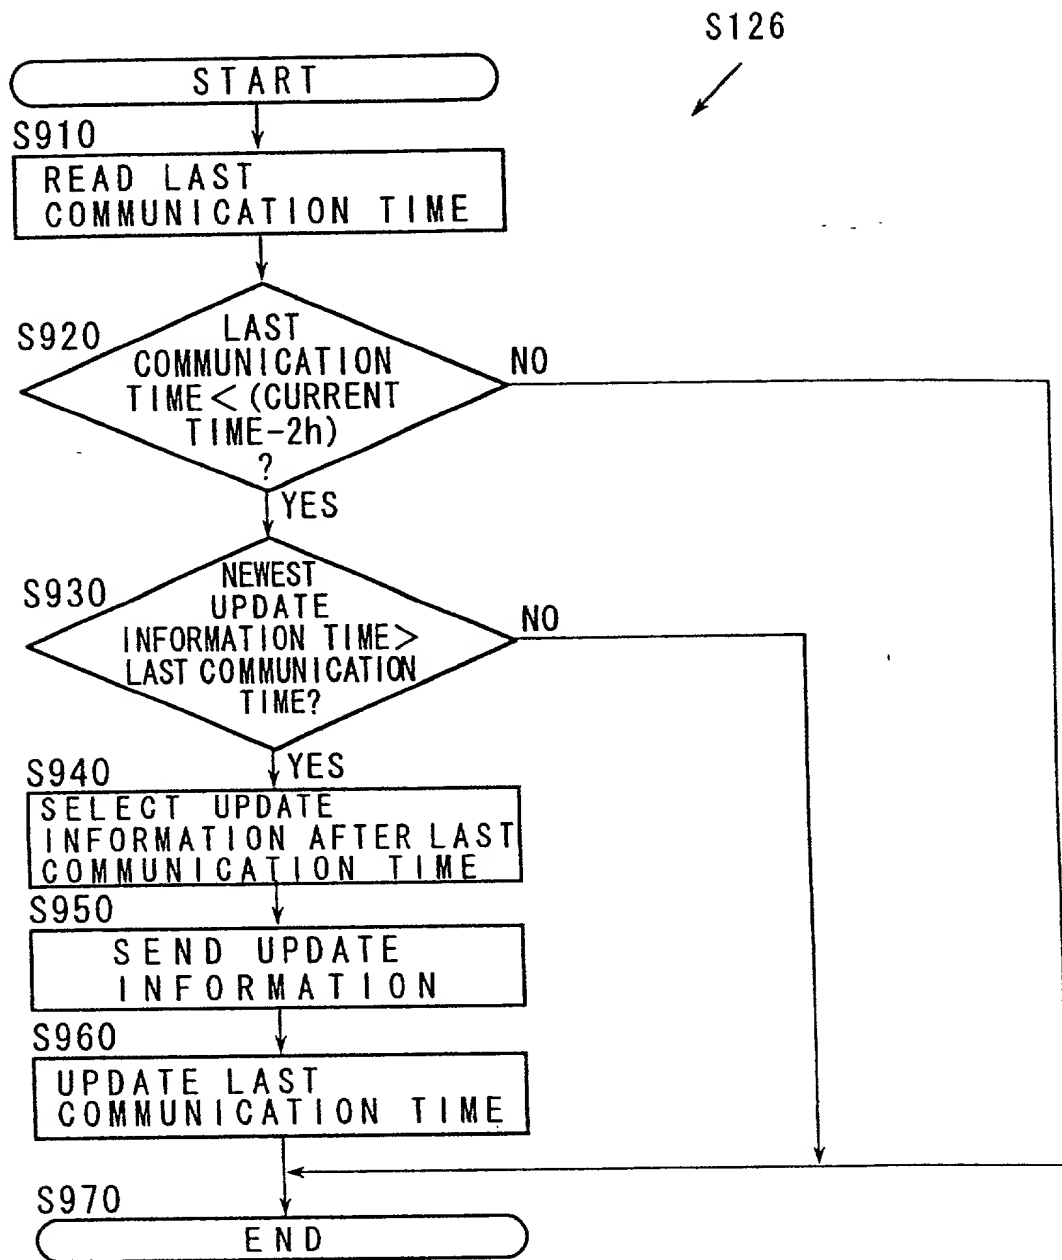 S126
START
S910
READ LAST
COMMUNICATION TIME
S920
LAST
COMMUNICATION
TIME<(CURRENT
TIME-2h)
?
NO
YES
S930
NEWEST
UPDATE
INFORMATION TIME>
LAST COMMUNICATION
TIME?
NO
YES
S940
SELECT UPDATE
INFORMATION AFTER LAST
COMMUNICATION TIME
S950
SEND UPDATE
INFORMATION
S960
UPDATE LAST
COMMUNICATION TIME
S970
END